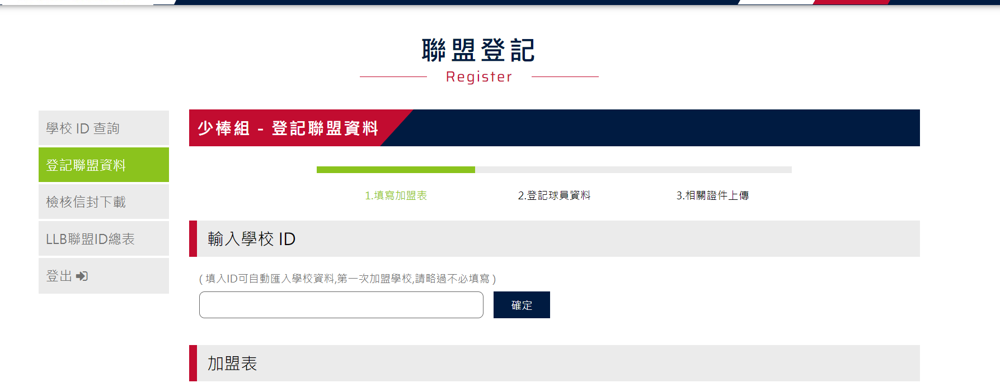 聯盟登記
Register
學校 ID 查詢
登記聯盟資料
檢核信封下載
LLB聯盟ID總表
登出
少棒組 - 登記聯盟資料
1.填寫加盟表
2.登記球員資料
3.相關證件上傳
輸入學校 ID
( 填入ID可自動匯入學校資料,第一次加盟學校,請略過不必填寫 )
確定
加盟表